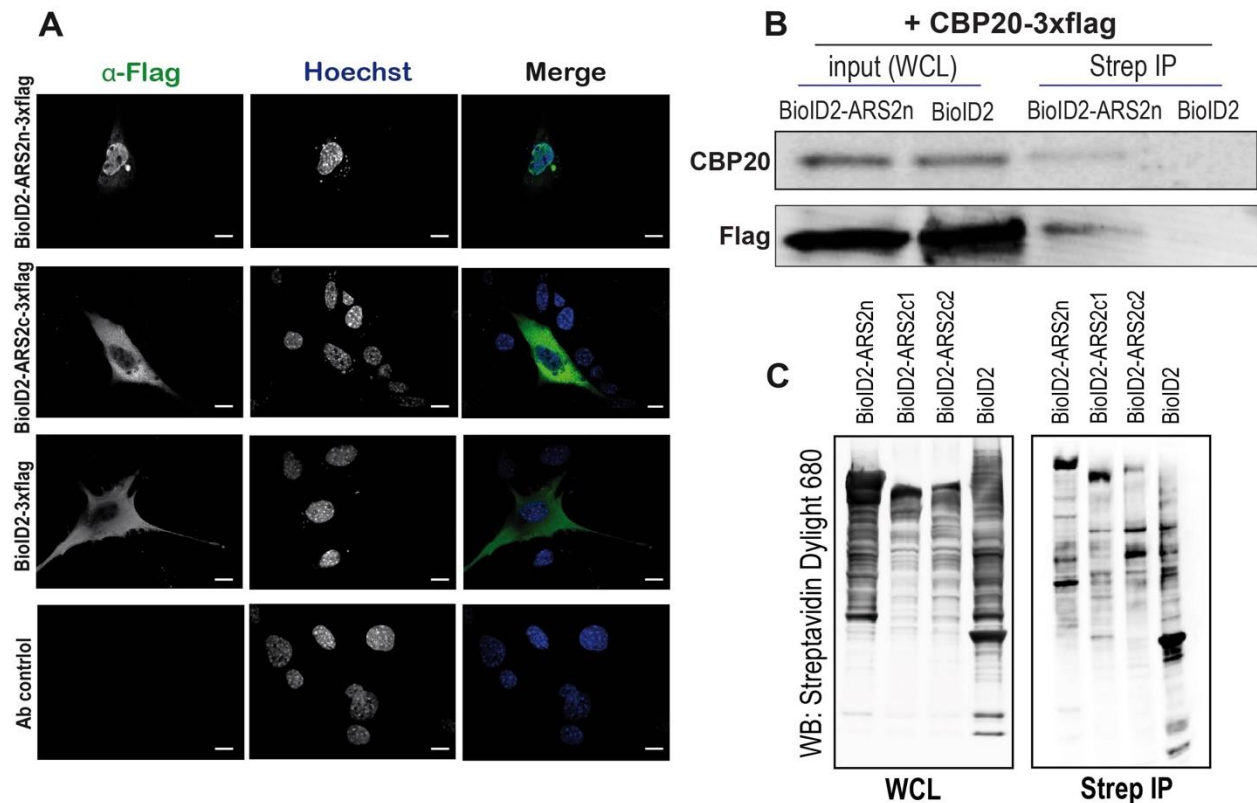 A
α-Flag
Hoechst
Merge
BioID2-ARS2n-3xflag
BioID2-ARS2c-3xflag
BioID2-3xflag
Ab contrlol
B
+ CBP20-3xflag
input (WCL)
Strep IP
BioID2-ARS2n
BioID2
BioID2-ARS2n
BioID2
CBP20
Flag
C
BioID2-ARS2n
BioID2-ARS2c1
BioID2-ARS2c2
BioID2
BioID2-ARS2n
BioID2-ARS2c1
BioID2-ARS2c2
BioID2
WB: Streptavidin Dylight 680
WCL
Strep IP